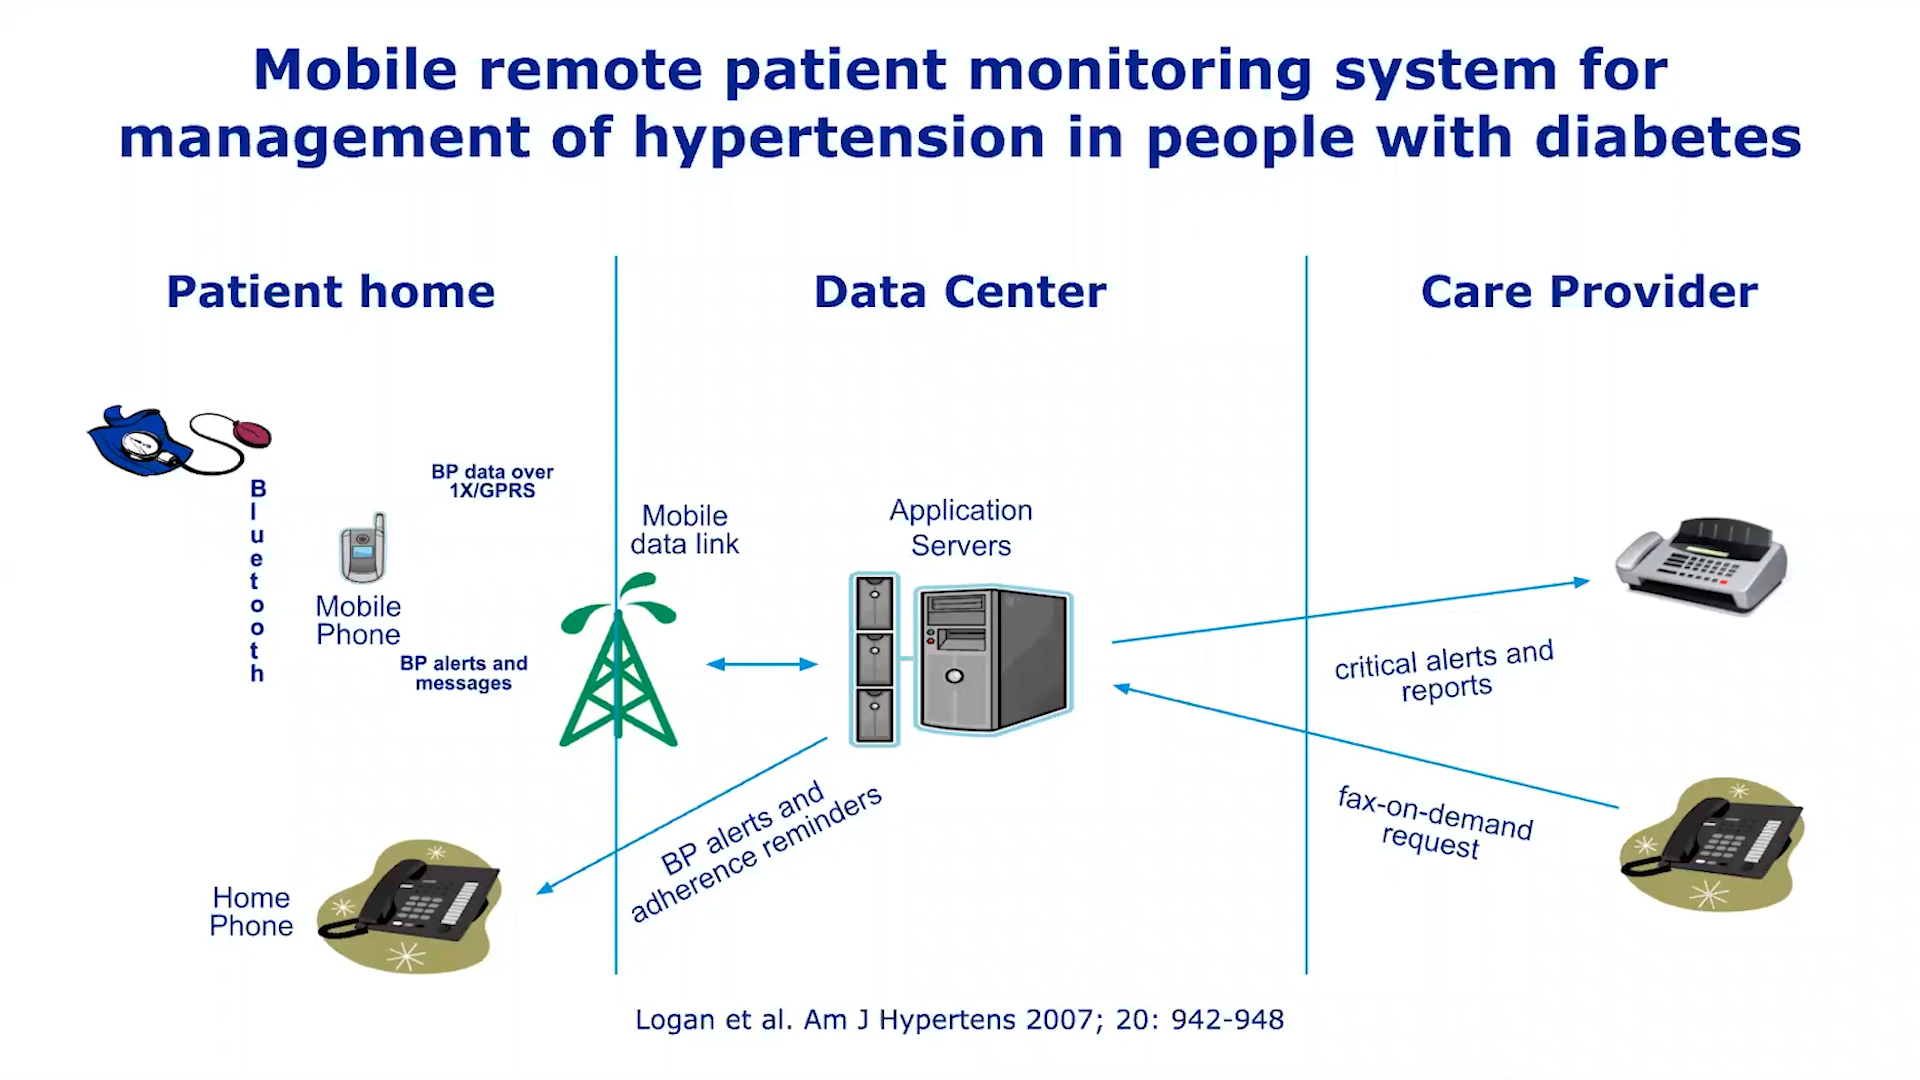 Mobile remote patient monitoring system for
management of hypertension in people with diabetes
Patient home
Data Center
Care Provider
Bluetooth
BP data over
1X/GPRS
Mobile
Phone
BP alerts and
messages
Mobile
data link
Application
Servers
critical alerts and
reports
fax-on-demand
request
BP alerts and
adherence reminders
Home
Phone
Logan et al. Am J Hypertens 2007; 20: 942-948